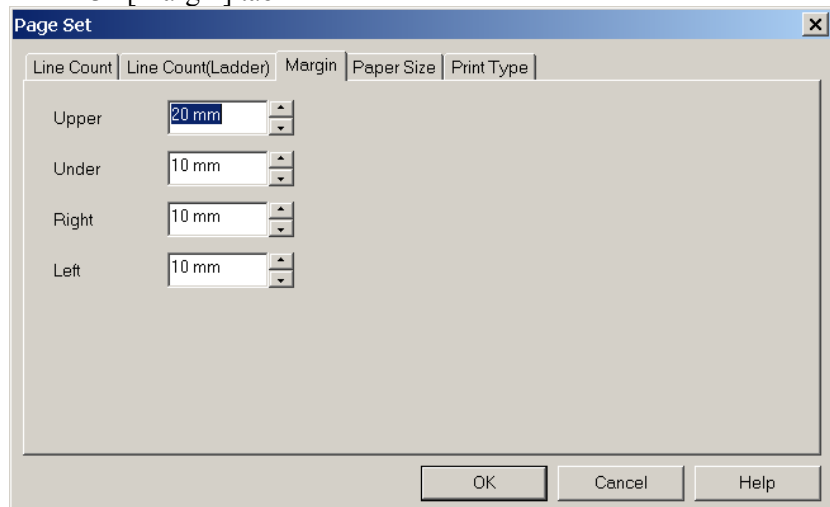 Page Set
Line Count Line Count(Ladder) Margin Paper Size Print Type
Upper 20 mm
Under 10 mm
Right 10 mm
Left 10 mm
OK Cancel Help